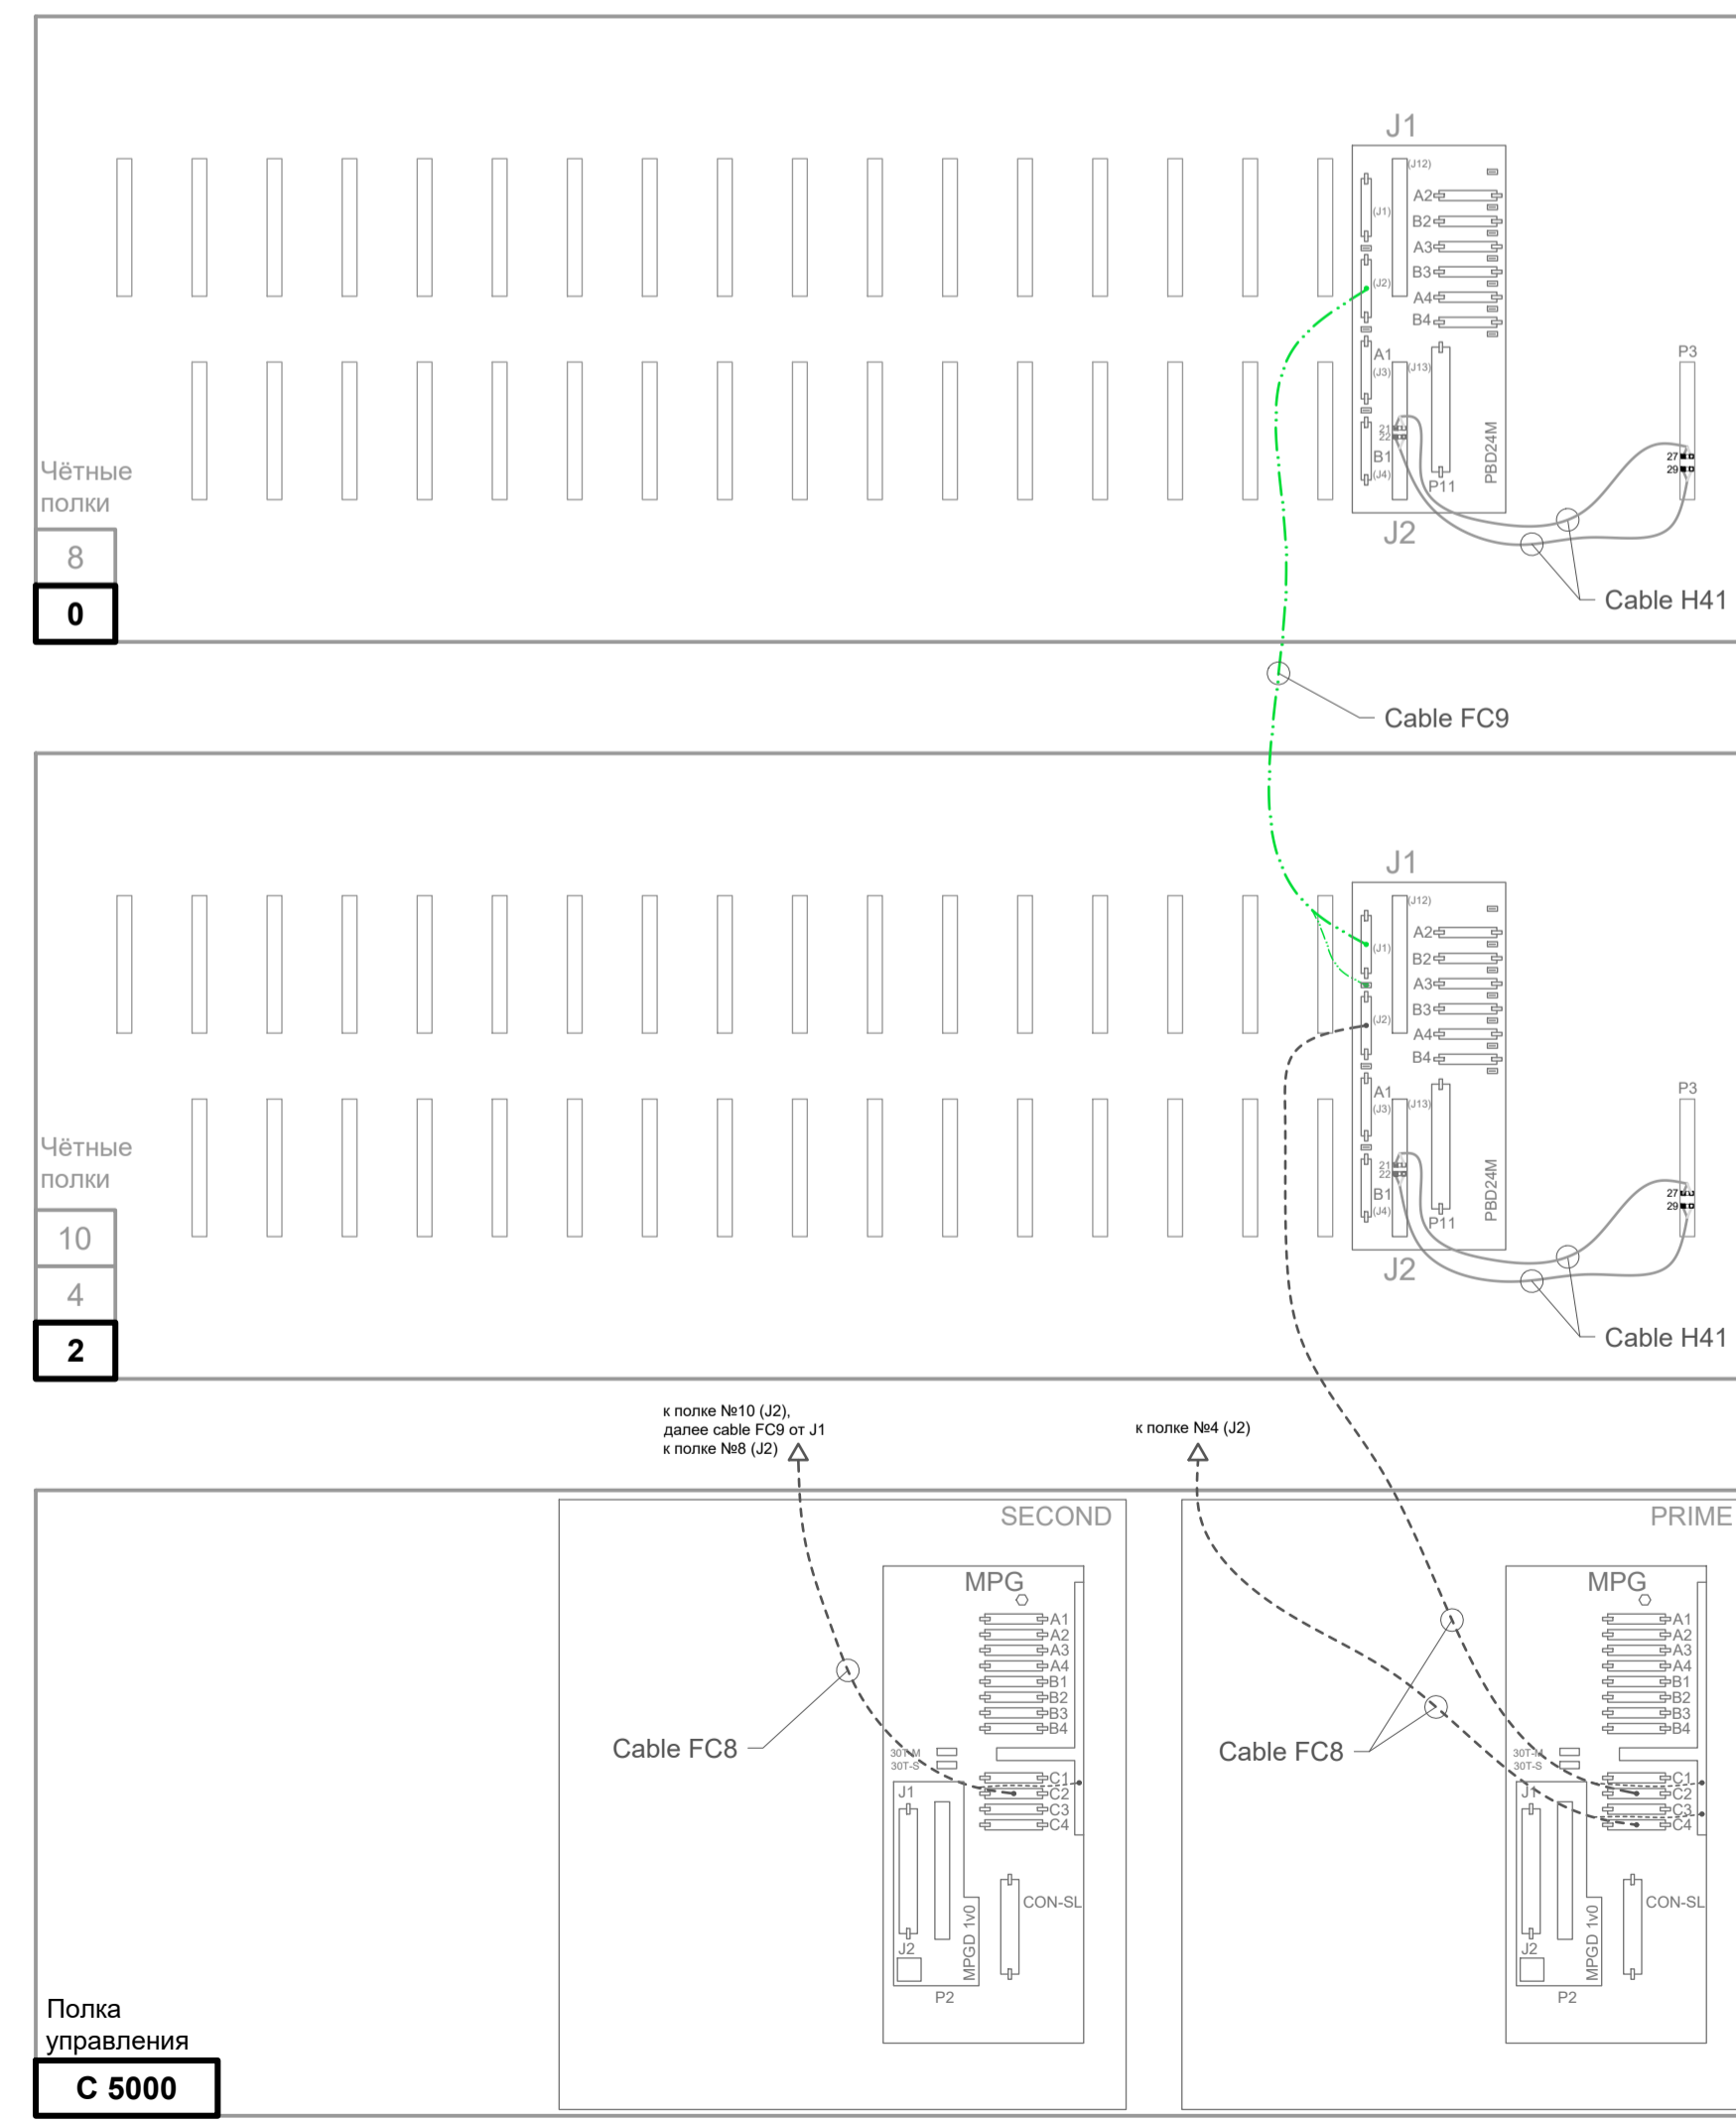 J1
(J12)
A2
(J1)
B2
A3
B3
(J2)
A4
B4
A1
(J3)
(J13)
P3
21
22
B1
(J4)
P11
PBD24M
27
29
J2
Чётные
полки
8
0
Cable H41
Cable FC9
J1
(J12)
A2
(J1)
B2
A3
B3
(J2)
A4
B4
A1
(J3)
(J13)
P3
21
22
B1
(J4)
P11
PBD24M
27
29
J2
Чётные
полки
10
4
2
Cable H41
к полке №10 (J2),
далее cable FC9 от J1
к полке №8 (J2)
к полке №4 (J2)
SECOND
MPG
A1
A2
A3
A4
B1
B2
B3
B4
Cable FC8
30T-M
30T-S
C1
C2
C3
C4
J1
CON-SL
J2
MPGD 1v0
P2
PRIME
MPG
A1
A2
A3
A4
B1
B2
B3
B4
Cable FC8
30T-M
30T-S
C1
C2
C3
C4
J1
CON-SL
J2
MPGD 1v0
P2
Полка
управления
С 5000